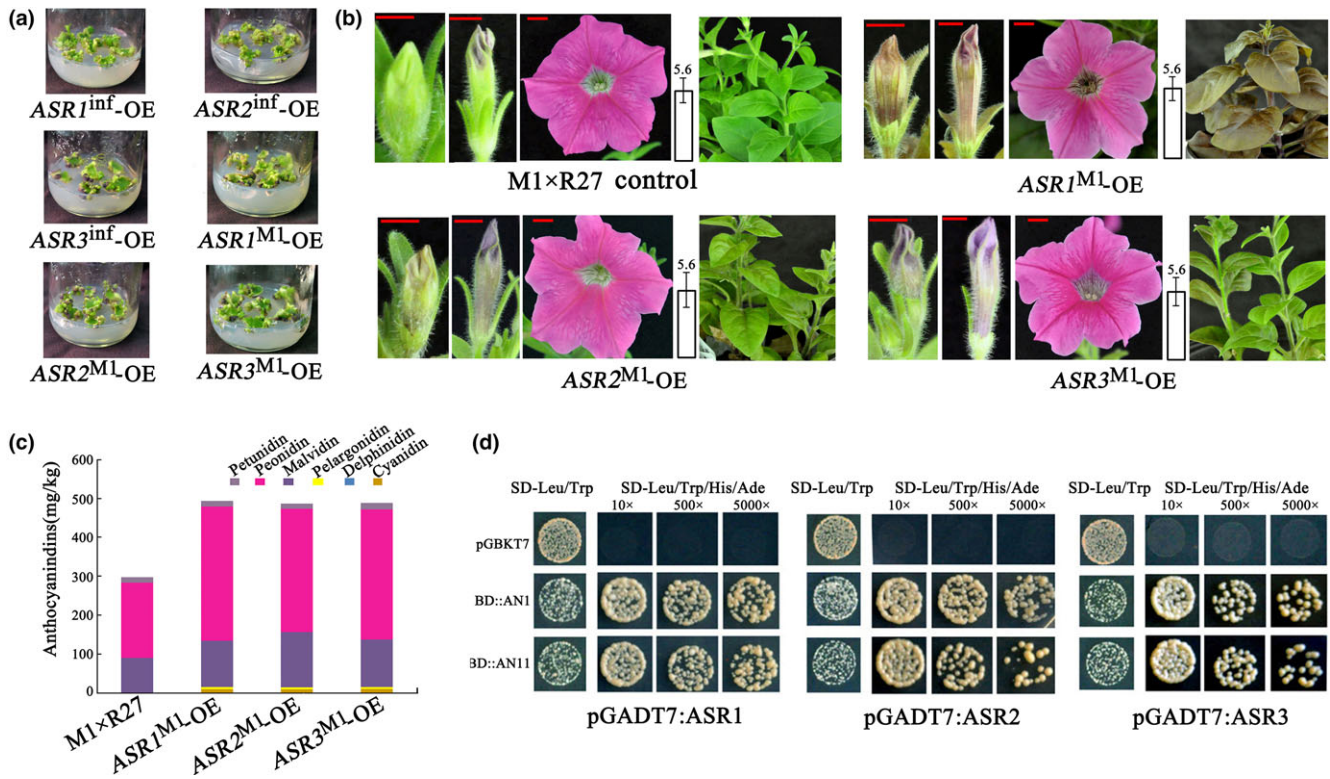 (a)
ASR1inf-OE ASR2inf-OE
ASR3inf-OE ASR1M1-OE
ASR2M1-OE ASR3M1-OE
(b)
5.6 5.6
M1×R27 control ASR1M1-OE
5.6 5.6
ASR2M1-OE ASR3M1-OE
(c)
Petunidin
Peonidin
Malvidin
Pelargonidin
Delphinidin
Cyanidin
Anthocyanindins(mg/kg)
600
500
400
300
200
100
0
M1×R27 ASR1M1-OE ASR2M1-OE ASR3M1-OE
(d)
SD-Leu/Trp SD-Leu/Trp/His/Ade SD-Leu/Trp SD-Leu/Trp/His/Ade SD-Leu/Trp SD-Leu/Trp/His/Ade
10× 500× 5000× 10× 500× 5000× 10× 500× 5000×
pGBKT7
BD::AN1
BD::AN11
pGADT7:ASR1 pGADT7:ASR2 pGADT7:ASR3